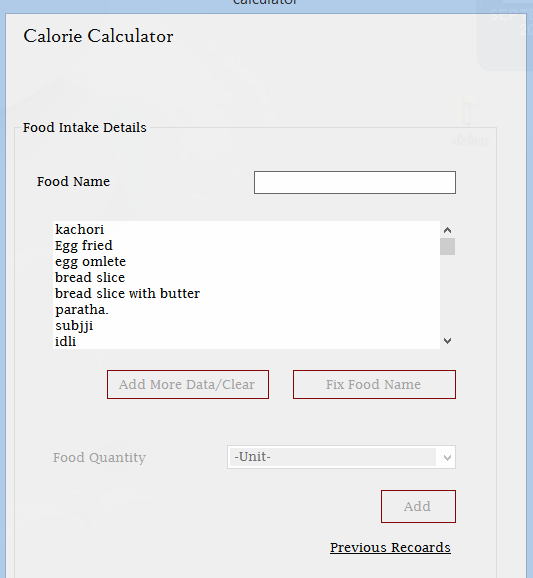 calculator
Calorie Calculator
Food Intake Details
Food Name
kachori
Egg fried
egg omlete
bread slice
bread slice with butter
paratha.
subjji
idli
Add More Data/Clear
Fix Food Name
Food Quantity
-Unit-
Add
Previous Recoards